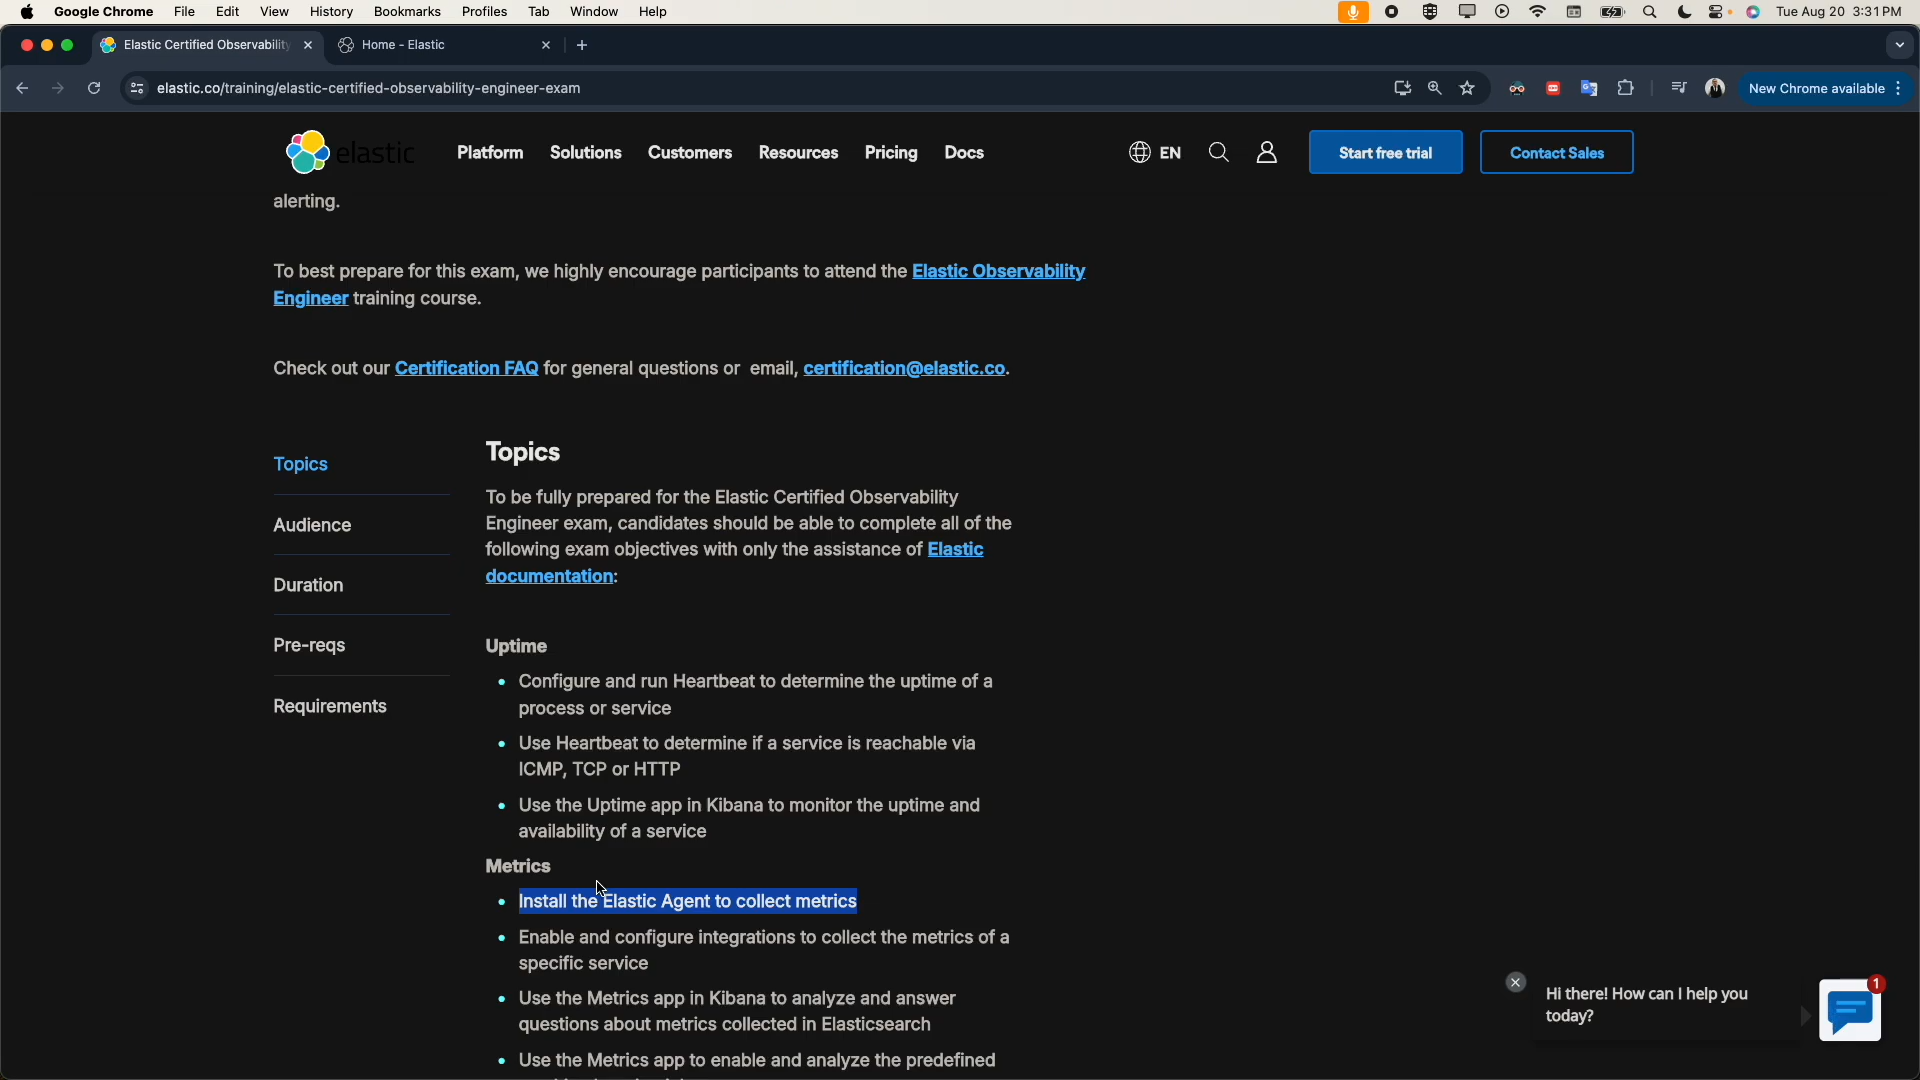 Google Chrome File Edit View History Bookmarks Profiles Tab Window Help Tue Aug 20 3:31 PM
Elastic Certified Observability Home - Elastic
elastic.co/training/elastic-certified-observability-engineer-exam New Chrome available
elastic Platform Solutions Customers Resources Pricing Docs EN Start free trial Contact Sales
alerting.
To best prepare for this exam, we highly encourage participants to attend the Elastic Observability
Engineer training course.
Check out our Certification FAQ for general questions or email, certification@elastic.co.
Topics
Audience
Duration
Pre-reqs
Requirements
Topics
To be fully prepared for the Elastic Certified Observability
Engineer exam, candidates should be able to complete all of the
following exam objectives with only the assistance of Elastic
documentation:
Uptime
Configure and run Heartbeat to determine the uptime of a
process or service
Use Heartbeat to determine if a service is reachable via
ICMP, TCP or HTTP
Use the Uptime app in Kibana to monitor the uptime and
availability of a service
Metrics
Install the Elastic Agent to collect metrics
Enable and configure integrations to collect the metrics of a
specific service
Use the Metrics app in Kibana to analyze and answer
questions about metrics collected in Elasticsearch
Use the Metrics app to enable and analyze the predefined
Hi there! How can I help you
today?
1